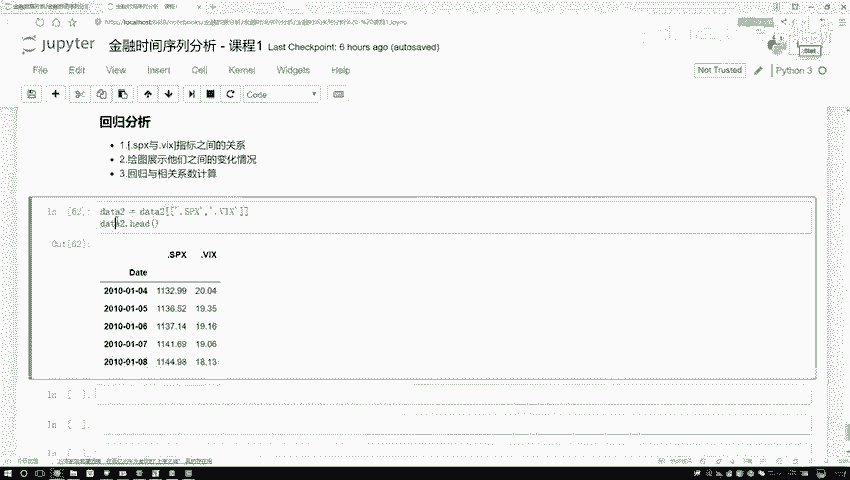 jupyter 金融时间序列分析 - 课程1 Last Checkpoint: 6 hours ago (autosaved)
File Edit View Insert Cell Kernel Widgets Help
Not Trusted
Python 3
Code
回归分析
1.[.spx与.vix]指标之间的关系
2.绘图展示他们之间的变化情况
3.回归与相关系数计算
In [62]: data2 = data2[['.SPX','.VIX']]
data2.head()
Out[62]:
.SPX .VIX
Date
2010-01-04 1132.99 20.04
2010-01-05 1136.52 19.35
2010-01-06 1137.14 19.16
2010-01-07 1141.69 19.06
2010-01-08 1144.98 18.13
In [ ]:
In [ ]:
In [ ]: